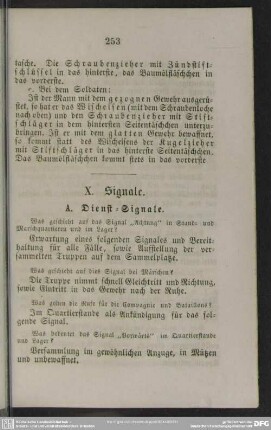 253
tasche. Die Schraubenzieher mit Zündstift-
schlüssel in das hinterste, das Baumölfläschchen in
das vorderste.
Bei dem Soldaten:
Ist der Mann mit dem gezognen Gewehr ausgerü-
stet, so hat er das Wischeisen (mit dem Schraubenloche
nach oben) und den Schraubenzieher mit Stift-
schläger in dem hintersten Seitentäschchen unterzu-
bringen. Ist er mit dem glatten Gewehr bewaffnet,
so kommt statt des Wischeisens der Kugelzieher
mit Stiftschläger in das hinterste Seitentäschchen.
Das Baumölfläschchen kommt stets in das vorderste
X. Signale.
A. Dienst-Signale.
Was geschieht auf das Signal „Achtung" in Stand- und
Marschquartieren und im Lager?
Erwartung eines folgenden Signales und Bereit-
haltung für alle Fälle, sowie Aufstellung der ver-
sammelten Truppen auf dem Sammelplatze.
Was geschieht auf dies Signal bei Märschen?
Die Truppe nimmt schnell Gleichtritt und Richtung,
sowie Eintritt in das Gewehr nach der Ruhe.
Was gelten die Rufe für die Compagnie und Bataillone?
Im Quartierstande als Ankündigung für das fol-
gende Signal.
Was bedeutet das Signal „Vorwärts" im Quartierstande
und Lager?
Versammlung im gewöhnlichen Anzuge, in Mützen
und unbewaffnet.
SLUB
DFG